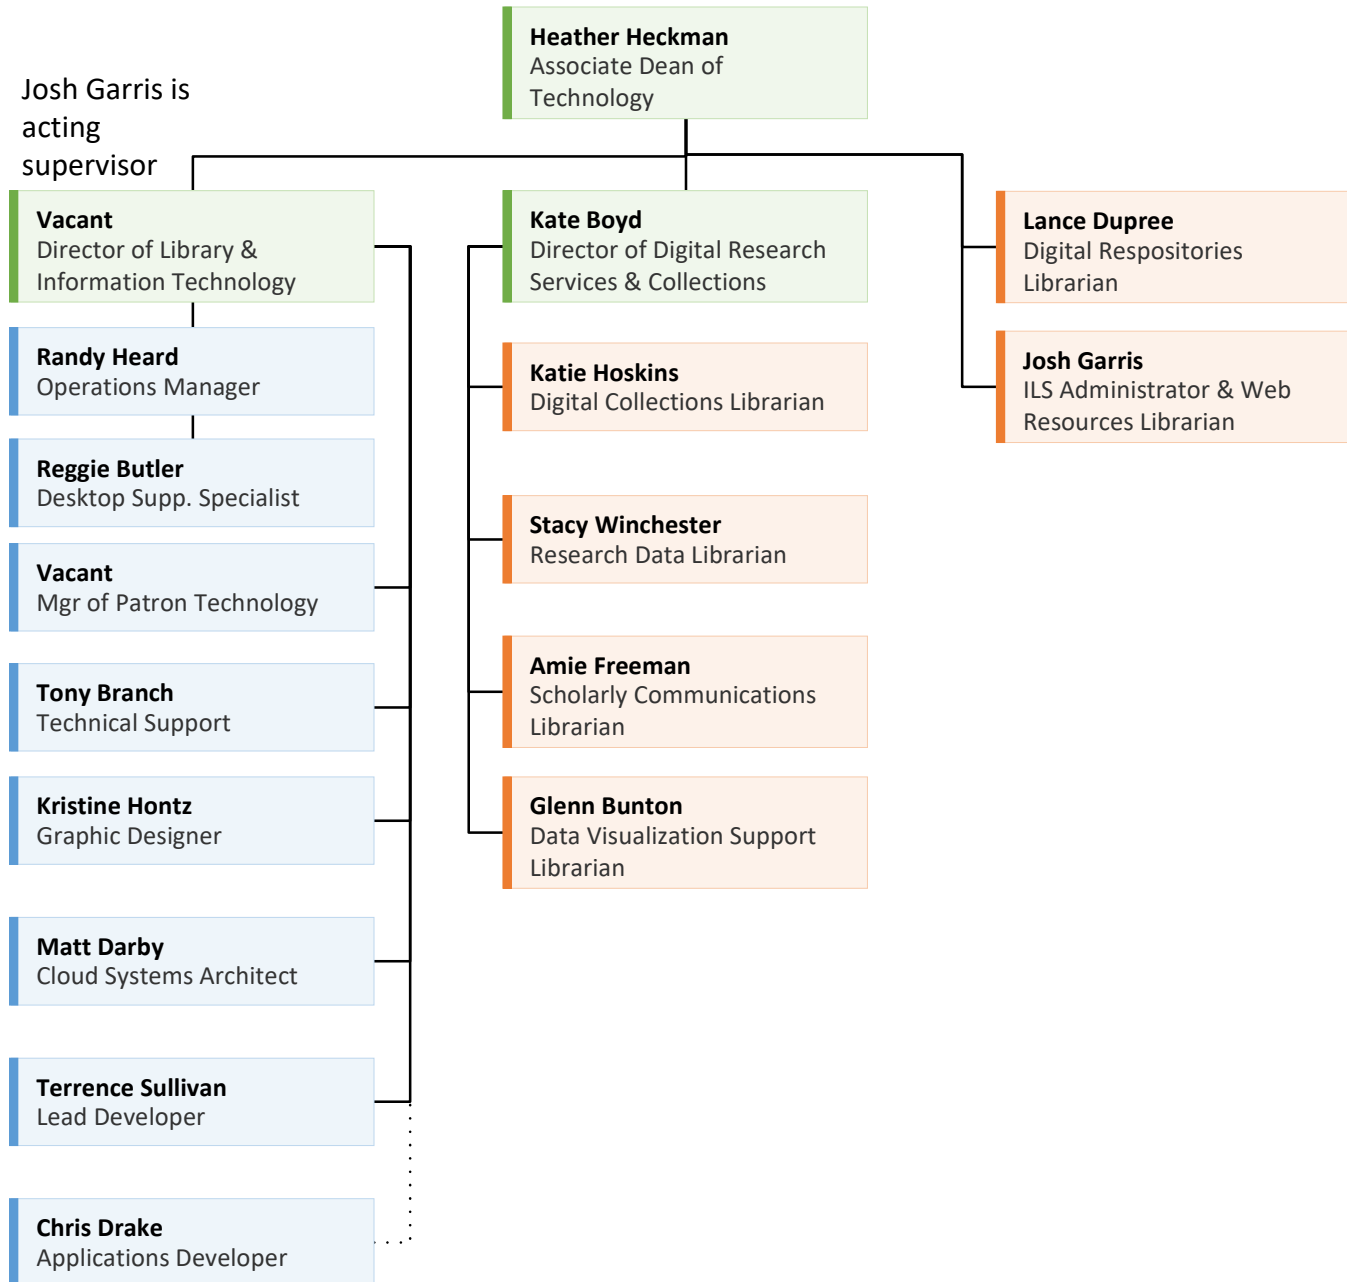 Heather Heckman
Associate Dean of
Technology
Josh Garris is
acting
supervisor
Vacant
Director of Library &
Information Technology
Randy Heard
Operations Manager
Reggie Butler
Desktop Supp. Specialist
Vacant
Mgr of Patron Technology
Tony Branch
Technical Support
Kristine Hontz
Graphic Designer
Matt Darby
Cloud Systems Architect
Terrence Sullivan
Lead Developer
Chris Drake
Applications Developer
Kate Boyd
Director of Digital Research
Services & Collections
Katie Hoskins
Digital Collections Librarian
Stacy Winchester
Research Data Librarian
Amie Freeman
Scholarly Communications
Librarian
Glenn Bunton
Data Visualization Support
Librarian
Lance Dupree
Digital Respositories
Librarian
Josh Garris
ILS Administrator & Web
Resources Librarian